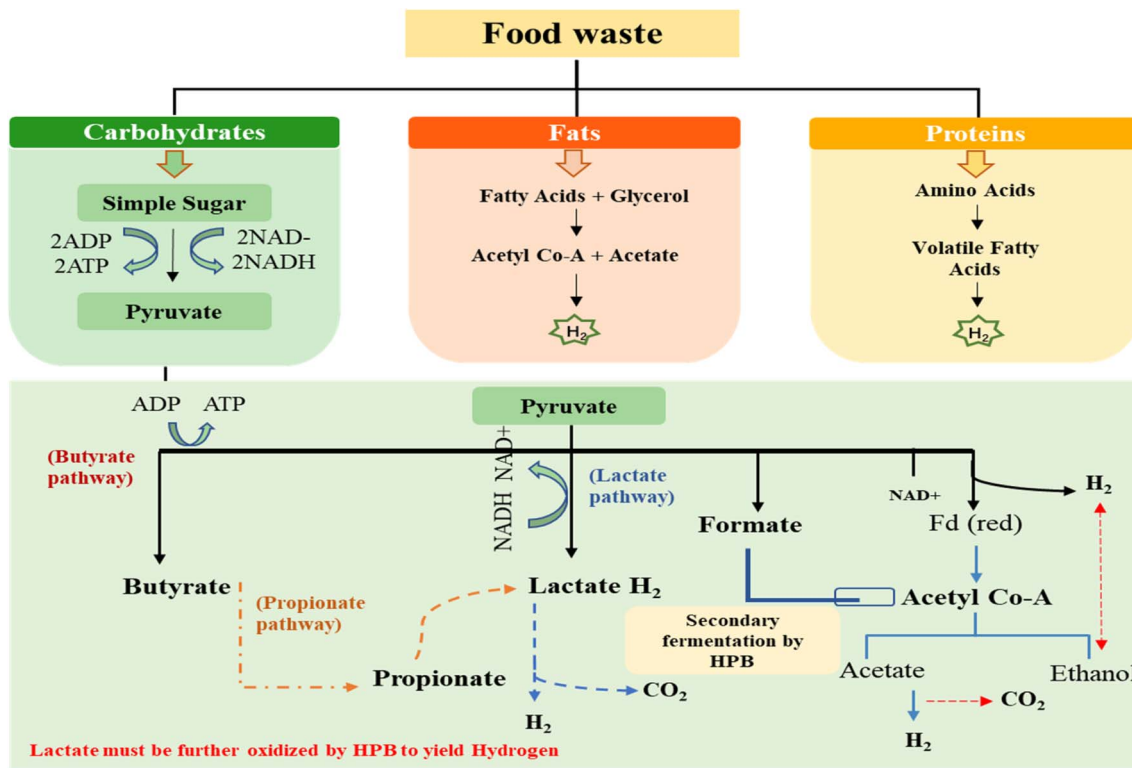 Food waste
Carbohydrates
Simple Sugar
2ADP
2ATP
2NAD-
2NADH
Pyruvate
Fats
Fatty Acids + Glycerol
Acetyl Co-A + Acetate
H₂
Proteins
Amino Acids
Volatile Fatty
Acids
H₂
ADP
ATP
Pyruvate
(Butyrate
pathway)
NADH NAD+
(Lactate
pathway)
NAD+
H₂
Formate
Fd (red)
Butyrate
(Propionate
pathway)
Lactate H₂
Acetyl Co-A
Secondary
fermentation by
HPB
Propionate
CO₂
H₂
Acetate
Ethanol
CO₂
H₂
Lactate must be further oxidized by HPB to yield Hydrogen